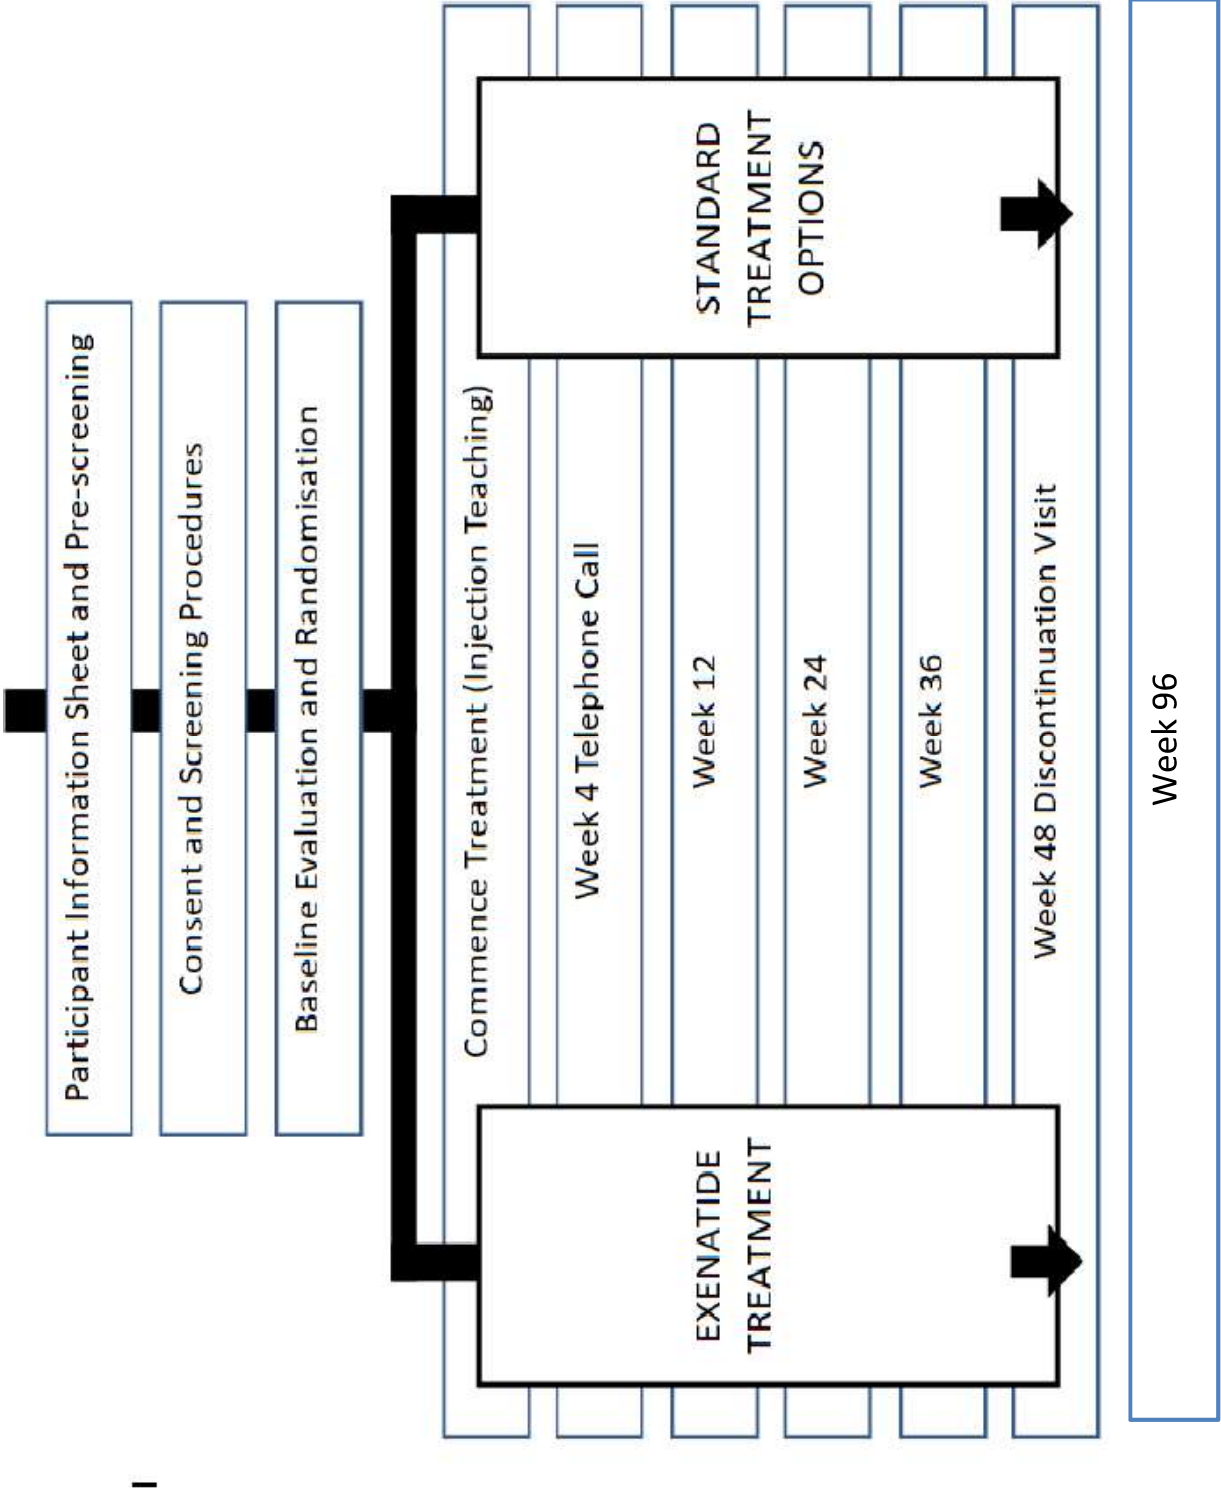 Participant Information Sheet and Pre-screening
Consent and Screening Procedures
Baseline Evaluation and Randomisation
Commence Treatment (Injection Teaching)
Week 4 Telephone Call
Week 12
Week 24
Week 36
Week 48 Discontinuation Visit
EXENATIDE
TREATMENT
STANDARD
TREATMENT
OPTIONS
Week 96